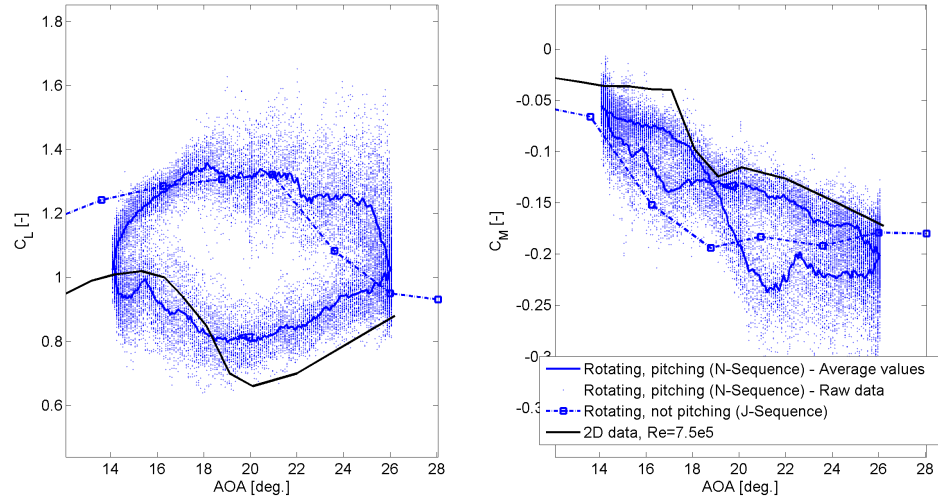 1.8
1.6
1.4
1.2
1
0.8
0.6
C_L [-]
14 16 18 20 22 24 26 28
AOA [deg.]
0
-0.05
-0.1
-0.15
-0.2
-0.25
-0.3
-0.3
C_M [-]
Rotating, pitching (N-Sequence) - Average values
Rotating, pitching (N-Sequence) - Raw data
Rotating, not pitching (J-Sequence)
2D data, Re=7.5e5
14 16 18 20 22 24 26 28
AOA [deg.]